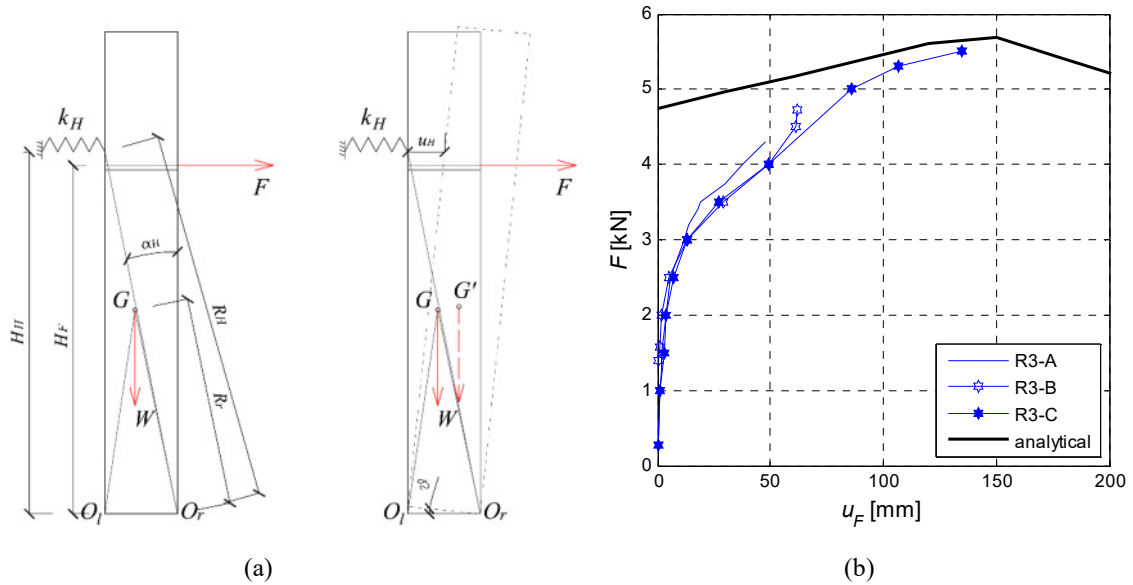 k_H
F
α_H
G
W
H_H
H_F
R_H
R_r
O_l
O_r
k_H
u_H
F
G
G'
W
O_l
O_r
(a)
F [kN]
6
5
4
3
2
1
0
0
50
100
150
200
u_F [mm]
R3-A
R3-B
R3-C
analytical
(b)